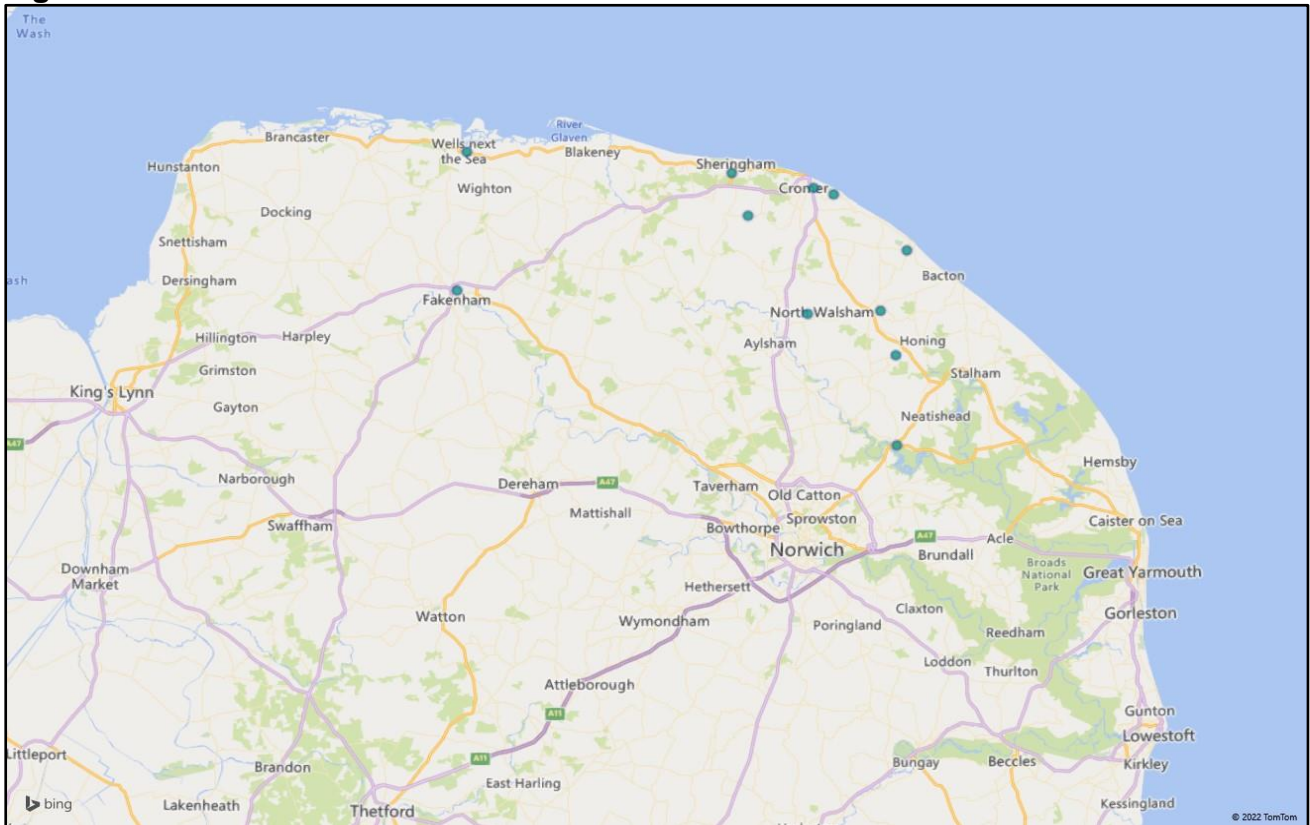 The
Wash
River
Glaven
Brancaster
Wells next
the Sea
Blakeney
Sheringham
Hunstanton
Wighton
Cromer
Docking
Snettisham
Dersingham
ash
Bacton
Fakenham
North Walsham
Hillington
Harpley
Aylsham
Honing
Grimston
Stalham
King's Lynn
Gayton
Neatishead
A47
Hemsby
Narborough
Dereham
A47
Taverham
Old Catton
Mattishall
Sprowston
Caister on Sea
Swaffham
Bowthorpe
Norwich
A47
Acle
Brundall
Downham
Market
Broads
National
Park
Great Yarmouth
Hethersett
Claxton
Gorleston
Watton
Wymondham
Poringland
Reedham
Loddon
Thurlton
Attleborough
A11
Gunton
Lowestoft
Littleport
A11
Brandon
Bungay
Beccles
Kirkley
East Harling
bing
Lakenheath
Thetford
Kessingland
© 2022 TomTom